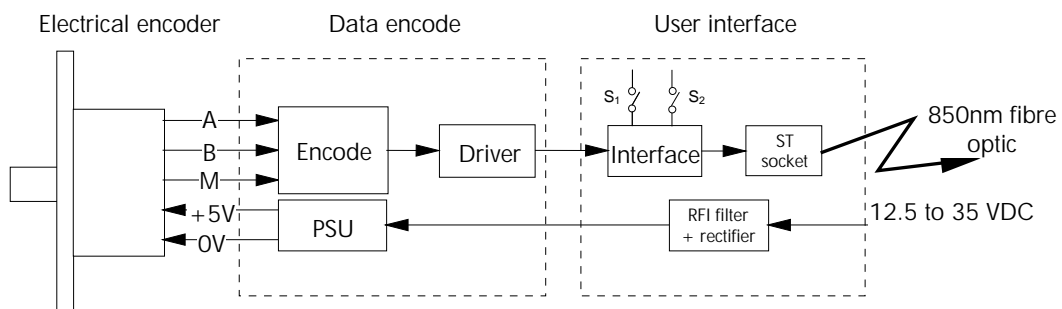 Electrical encoder
Data encode
User interface
A
B
M
+5V
0V
Encode
Driver
PSU
S1
S2
Interface
ST
socket
RFI filter
+ rectifier
850nm fibre
optic
12.5 to 35 VDC